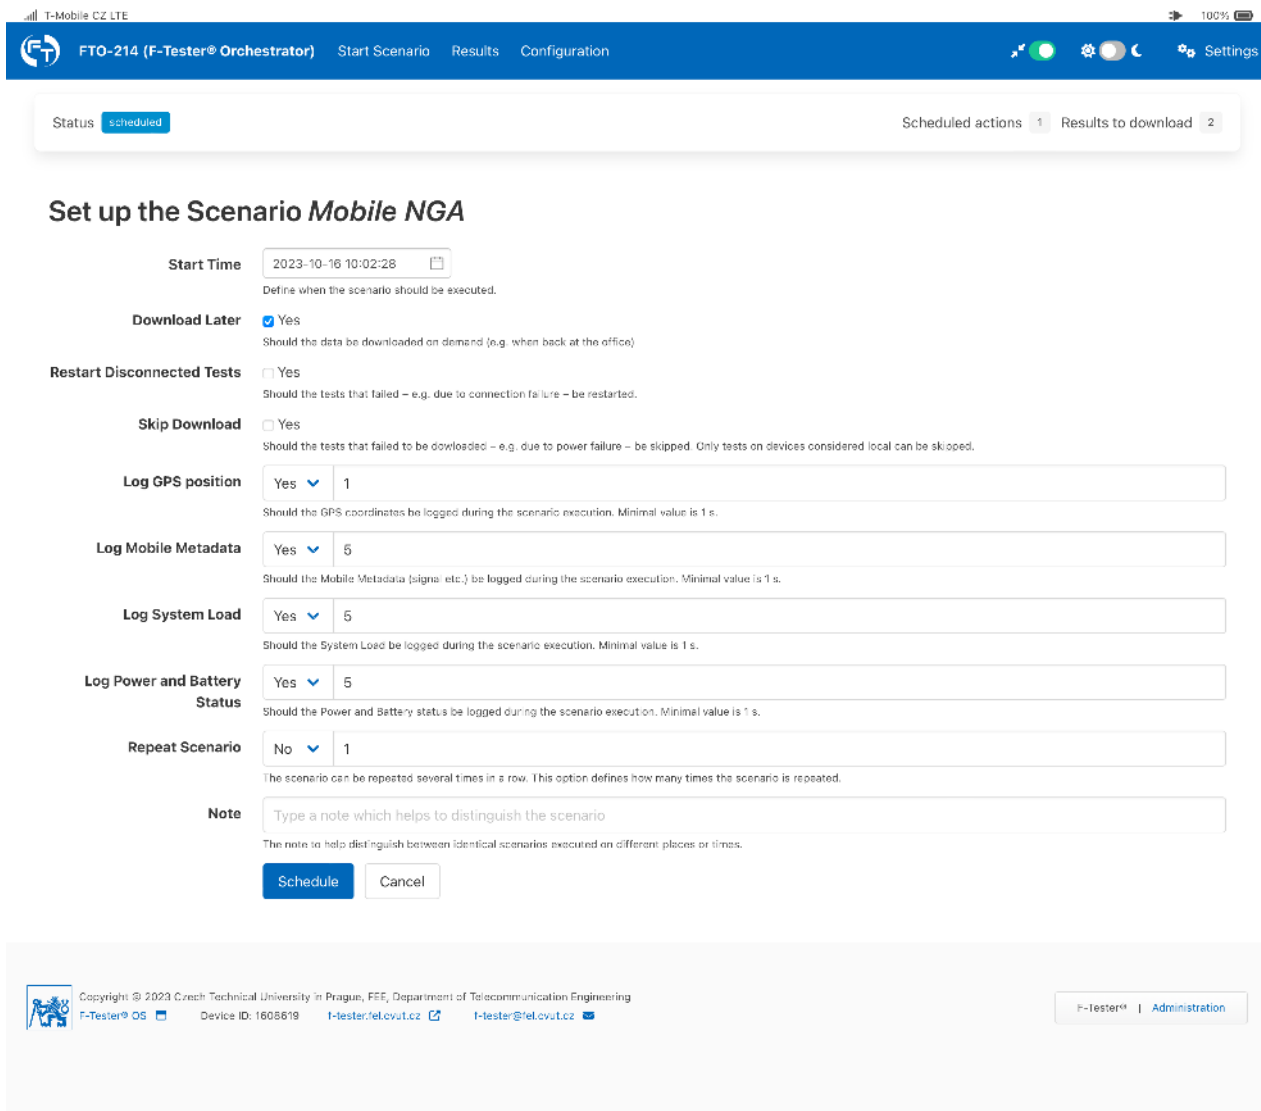 T-Mobile CZ LTE 100%
FTO-214 (F-Tester® Orchestrator) Start Scenario Results Configuration Settings
Status scheduled Scheduled actions 1 Results to download 2
Set up the Scenario Mobile NGA
Start Time 2023-10-16 10:02:28
Define when the scenario should be executed.
Download Later Yes
Should the data be downloaded on demand (e.g. when back at the office)
Restart Disconnected Tests Yes
Should the tests that failed – e.g. due to connection failure – be restarted.
Skip Download Yes
Should the tests that failed to be dowloaded – e.g. due to power failure – be skipped. Only tests on devices considered local can be skipped.
Log GPS position Yes 1
Should the GPS coordinates be logged during the scenario execution. Minimal value is 1 s.
Log Mobile Metadata Yes 5
Should the Mobile Metadata (signal etc.) be logged during the scenario execution. Minimal value is 1 s.
Log System Load Yes 5
Should the System Load be logged during the scenario execution. Minimal value is 1 s.
Log Power and Battery Status Yes 5
Should the Power and Battery status be logged during the scenario execution. Minimal value is 1 s.
Repeat Scenario No 1
The scenario can be repeated several times in a row. This option defines how many times the scenario is repeated.
Note Type a note which helps to distinguish the scenario
The note to help distinguish between identical scenarios executed on different places or times.
Schedule Cancel
Copyright © 2023 Czech Technical University in Prague, FEE, Department of Telecommunication Engineering
F-Tester® OS Device ID: 1608619 f-tester.fel.cvut.cz f-tester@fel.cvut.cz
F-Tester® | Administration